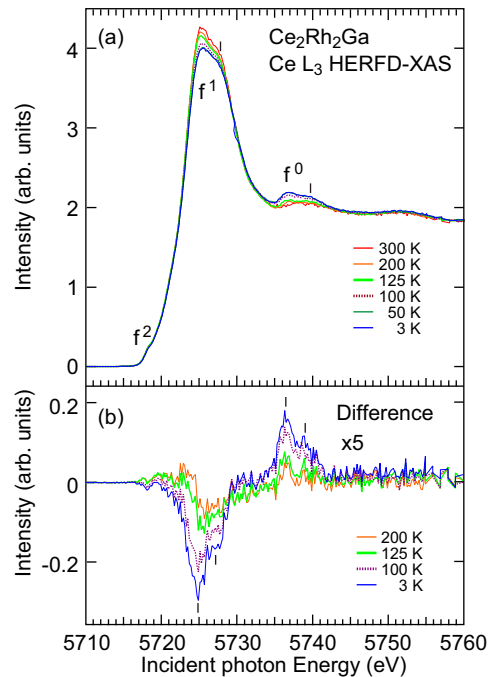 (a)
Ce₂Rh₂Ga
Ce L₃ HERFD-XAS
f¹
f⁰
f²
Intensity (arb. units)
4
3
2
1
0
300 K
200 K
125 K
100 K
50 K
3 K
(b)
Difference
x5
Intensity (arb. units)
0.2
0
-0.2
200 K
125 K
100 K
3 K
5710 5720 5730 5740 5750 5760
Incident photon Energy (eV)